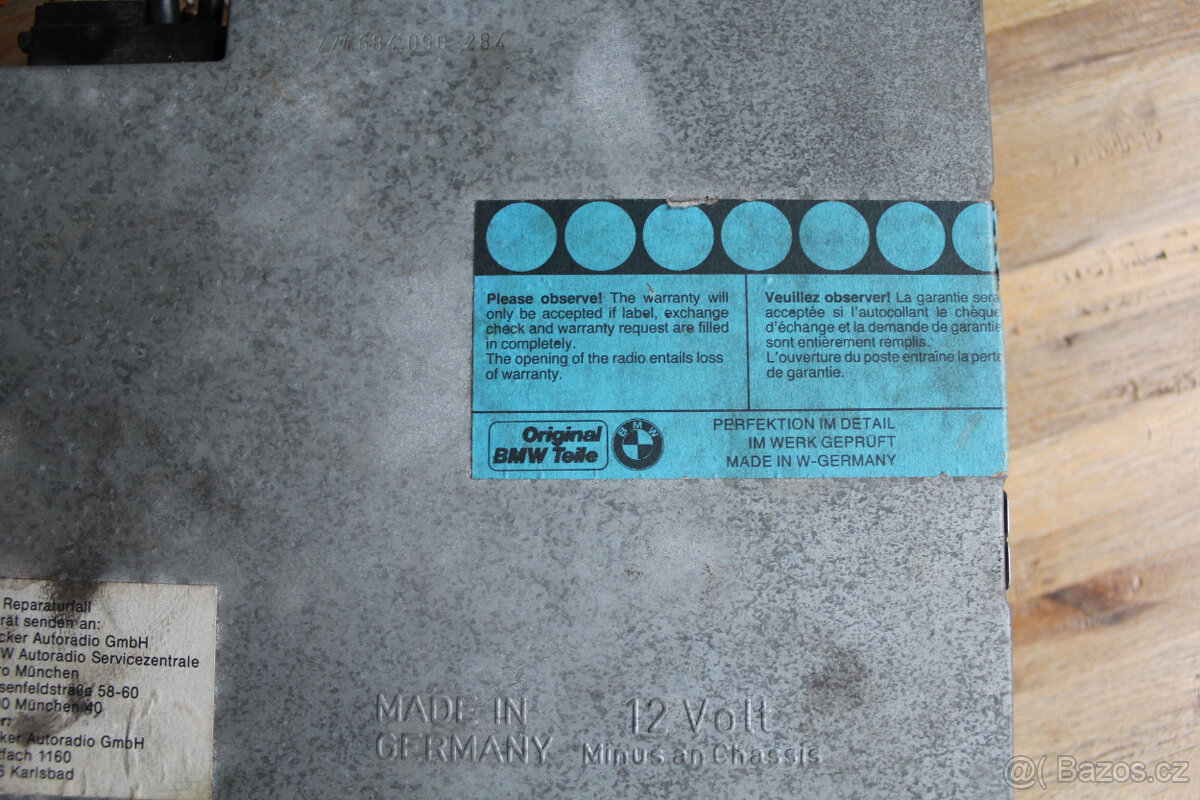 090 284
Please observe! The warranty will
only be accepted if label, exchange
check and warranty request are filled
in completely.
The opening of the radio entails loss
of warranty.
Veuillez observer! La garantie sera
acceptée si l'autocollant le chèque
d'échange et la demande de garantie
sont entièrement remplis.
L'ouverture du poste entraine la perte
de garantie.
Original
BMW Teile
BMW
PERFEKTION IM DETAIL
IM WERK GEPRÜFT
MADE IN W-GERMANY
Reparaturfall
rät senden an:
cker Autoradio GmbH
W Autoradio Servicezentrale
ro München
senfeldstraße 58-60
00 München 40
cker Autoradio GmbH
tfach 1160
6 Karlsbad
MADE IN
GERMANY
12 Volt
Minus an Chassis
@( Bazos.cz